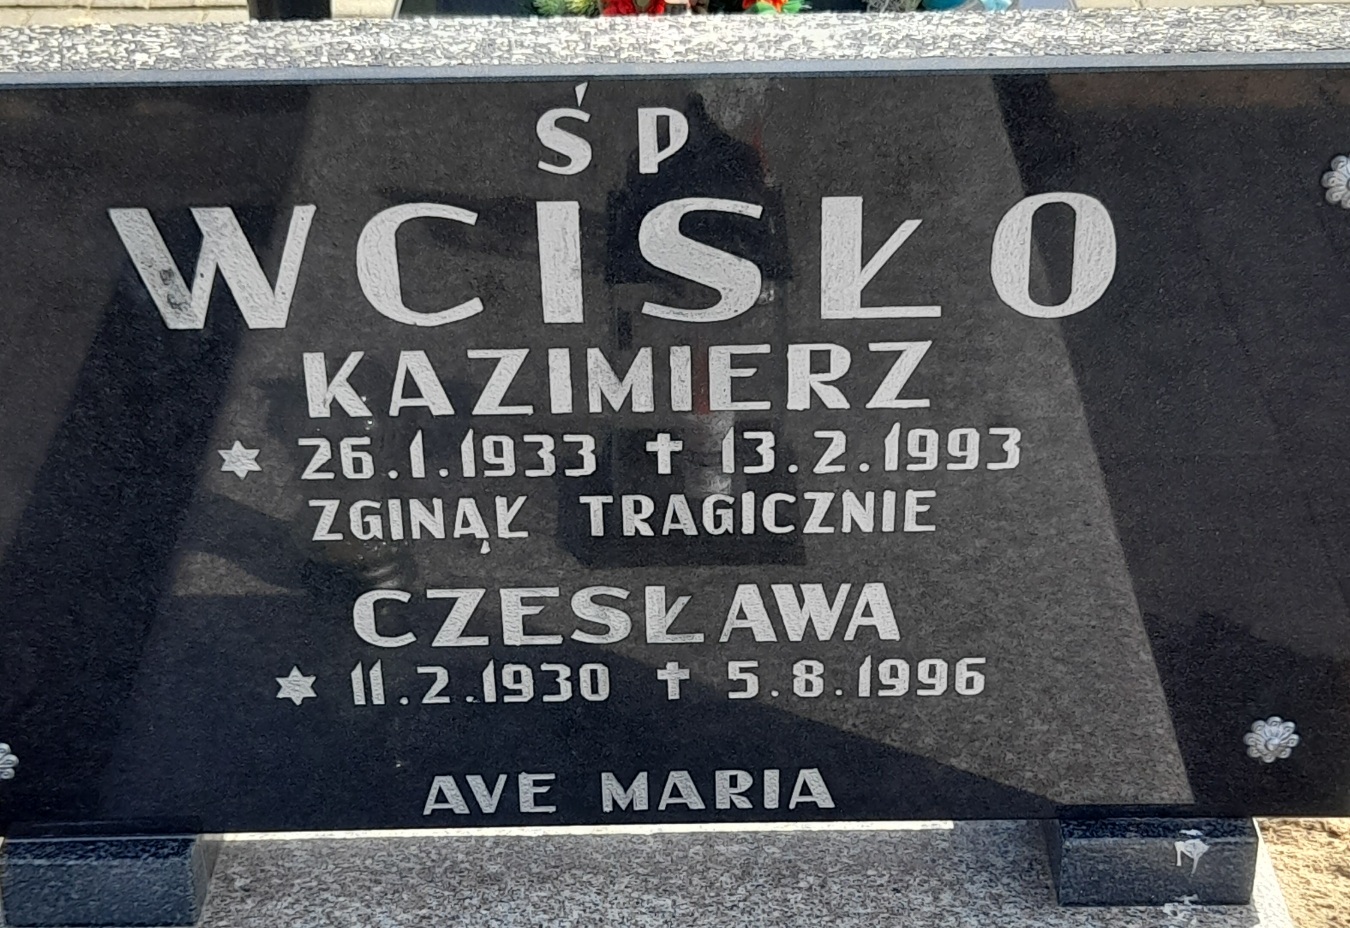 Ś P
WCISŁO
KAZIMIERZ
✶ 26.1.1933 ✝ 13.2.1993
ZGINĄŁ TRAGICZNIE
CZESŁAWA
✶ 11.2.1930 ✝ 5.8.1996
AVE MARIA